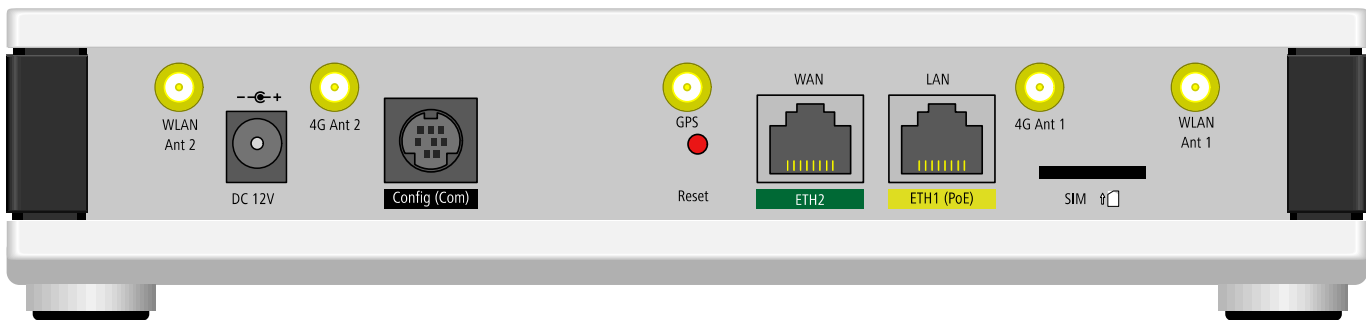 WLAN
Ant 2
DC 12V
4G Ant 2
Config (Com)
GPS
Reset
WAN
ETH2
LAN
ETH1 (PoE)
4G Ant 1
SIM
WLAN
Ant 1